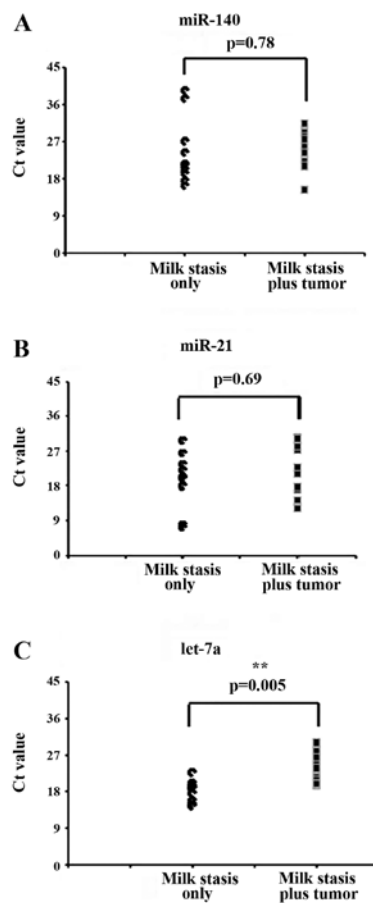 A
miR-140
p=0.78
45
36
27
18
9
0
Ct value
Milk stasis only
Milk stasis plus tumor
B
miR-21
p=0.69
45
36
27
18
9
0
Ct value
Milk stasis only
Milk stasis plus tumor
C
let-7a
**
p=0.005
45
36
27
18
9
0
Ct value
Milk stasis only
Milk stasis plus tumor